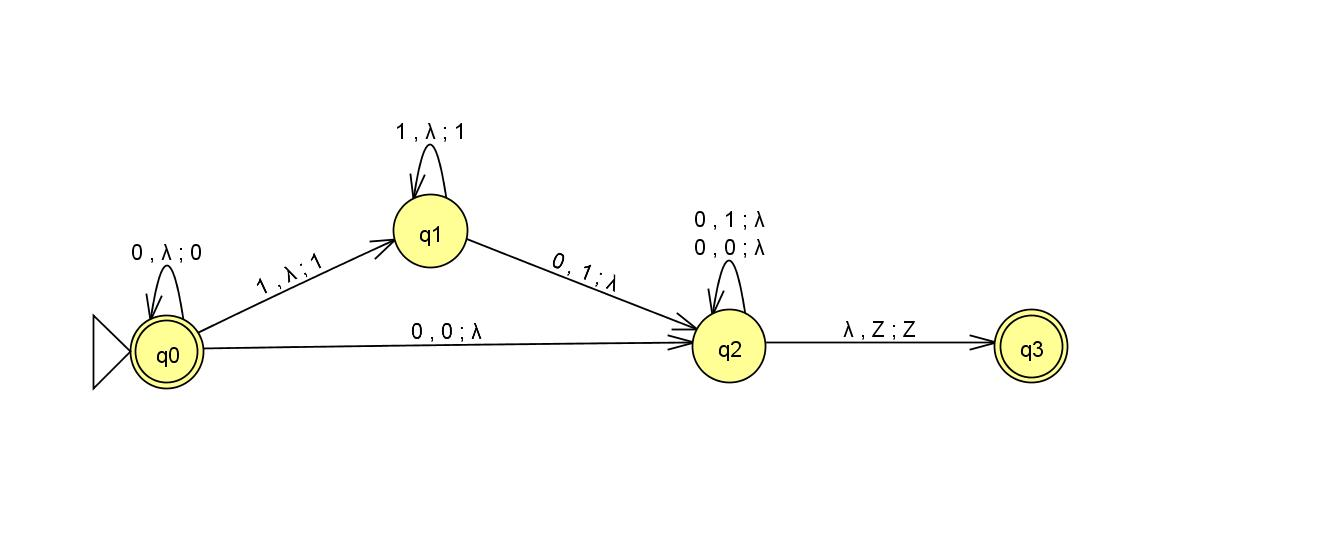 1 , λ ; 1
q1
0 , 1 ; λ
0 , 0 ; λ
0 , λ ; 0
1 , λ ; 1
0 , 1 ; λ
0 , 0 ; λ
λ , Z ; Z
q0
q2
q3